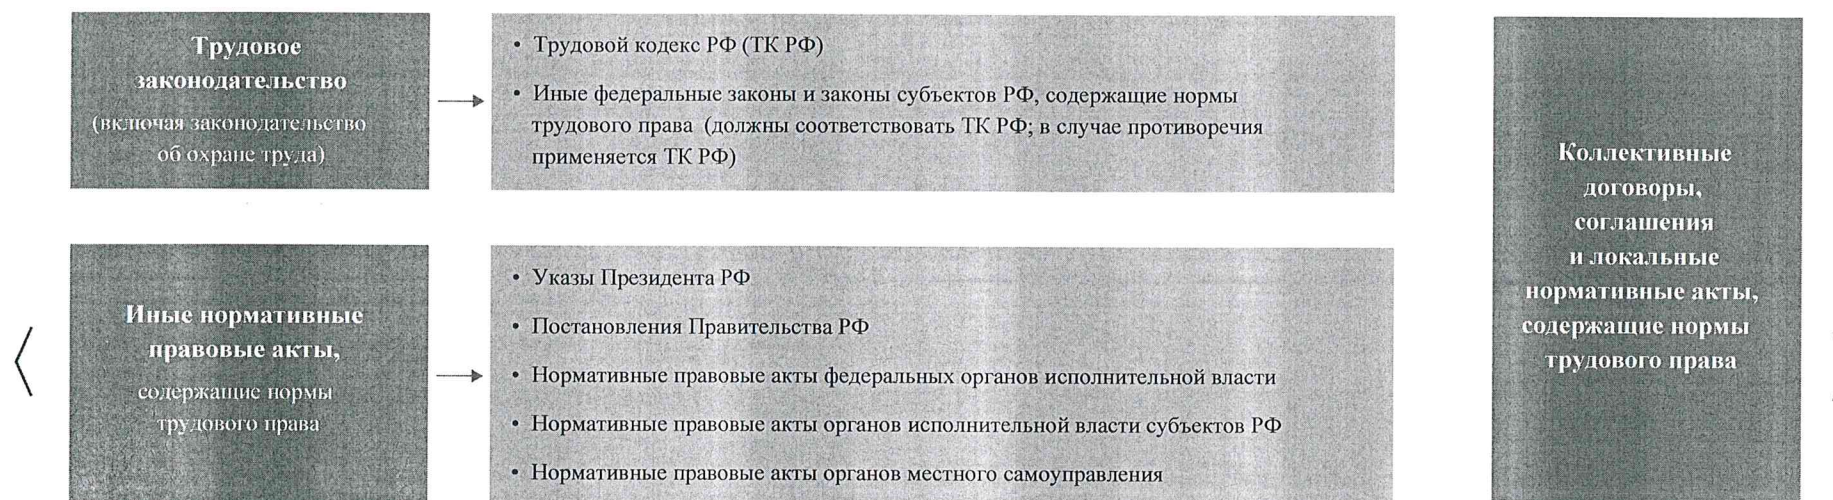 Трудовое
законодательство
(включая законодательство
об охране труда)
• Трудовой кодекс РФ (ТК РФ)
• Иные федеральные законы и законы субъектов РФ, содержащие нормы
трудового права (должны соответствовать ТК РФ; в случае противоречия
применяется ТК РФ)
Иные нормативные
правовые акты,
содержащие нормы
трудового права
• Указы Президента РФ
• Постановления Правительства РФ
• Нормативные правовые акты федеральных органов исполнительной власти
• Нормативные правовые акты органов исполнительной власти субъектов РФ
• Нормативные правовые акты органов местного самоуправления
Коллективные
договоры,
соглашения
и локальные
нормативные акты,
содержащие нормы
трудового права